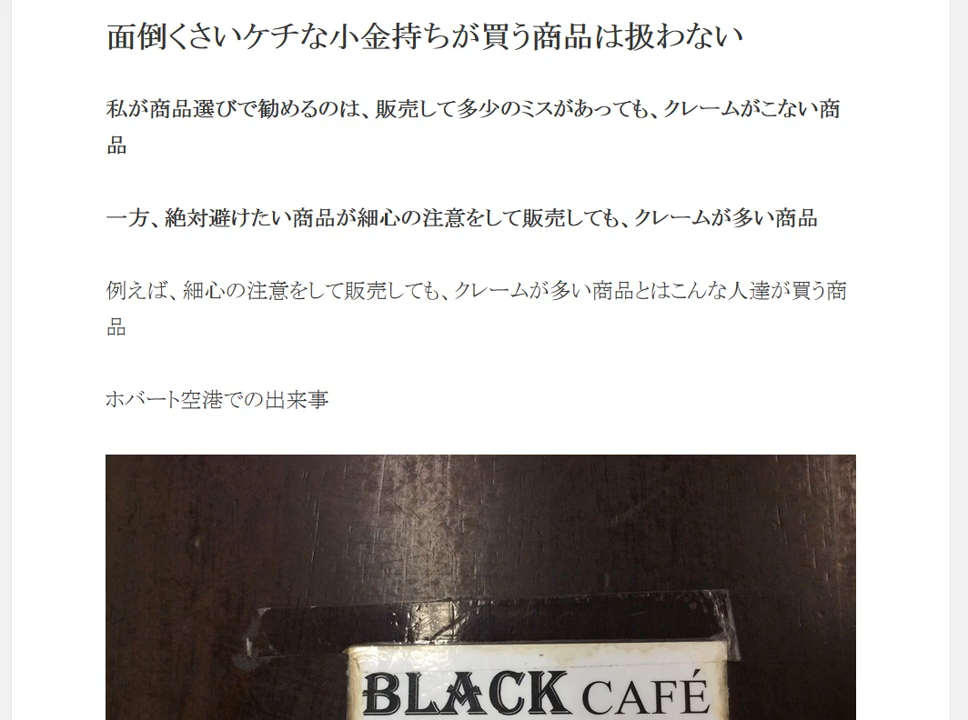 面倒くさいケチな小金持ちが買う商品は扱わない
私が商品選びで勧めるのは、販売して多少のミスがあっても、クレームがこない商
品
一方、絶対避けたい商品が細心の注意をして販売しても、クレームが多い商品
例えば、細心の注意をして販売しても、クレームが多い商品とはこんな人達が買う商
品
ホバート空港での出来事
BLACK CAFÉ